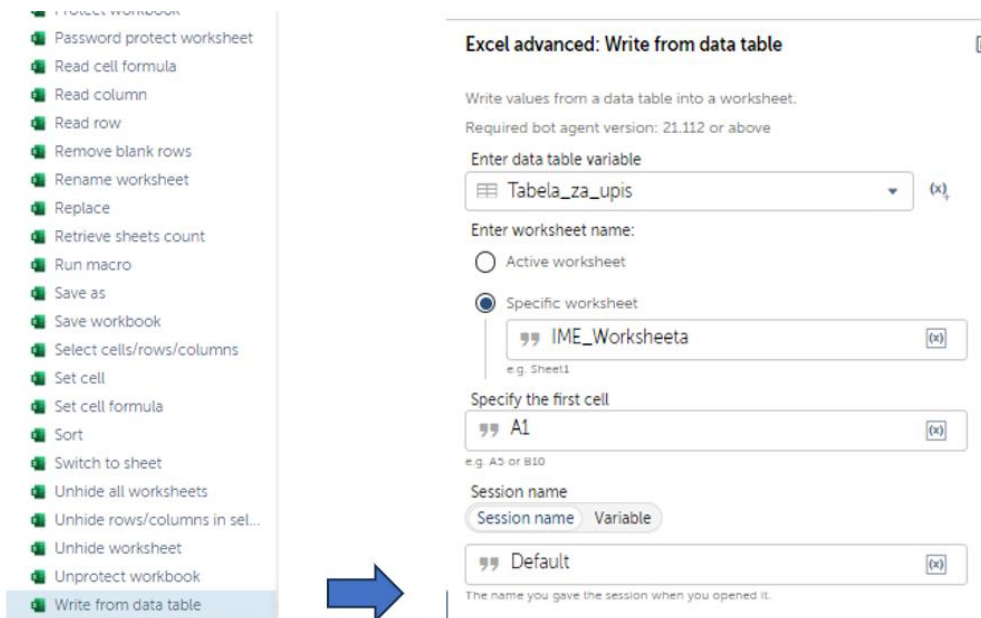 Protect workbook
Password protect worksheet
Read cell formula
Read column
Read row
Remove blank rows
Rename worksheet
Replace
Retrieve sheets count
Run macro
Save as
Save workbook
Select cells/rows/columns
Set cell
Set cell formula
Sort
Switch to sheet
Unhide all worksheets
Unhide rows/columns in sel...
Unhide worksheet
Unprotect workbook
Write from data table
Excel advanced: Write from data table
Write values from a data table into a worksheet.
Required bot agent version: 21.112 or above
Enter data table variable
Tabela_za_upis
(x)+
Enter worksheet name:
Active worksheet
Specific worksheet
IME_Worksheeta
(x)
e.g. Sheet1
Specify the first cell
A1
(x)
e.g. A5 or B10
Session name
Session name Variable
Default
(x)
The name you gave the session when you opened it.